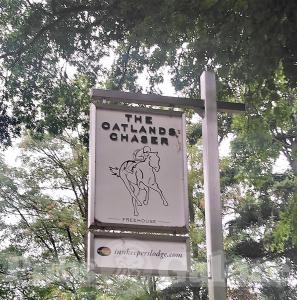 THE
OATLANDS
CHASER
FREEHOUSE
innkeeperslodge.com